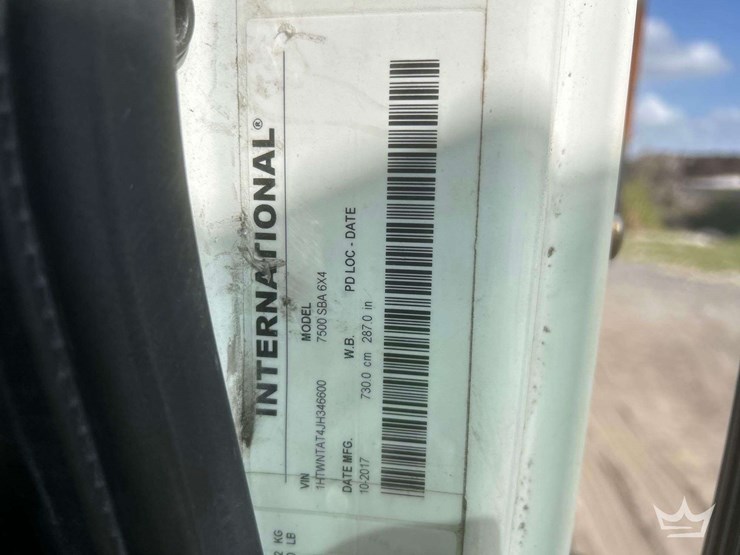 INTERNATIONAL®
VIN MODEL
1HTWNTAT4JH346600 7500 SBA 6X4
DATE MFG. W.B. PD LOC - DATE
10-2017 730.0 cm 287.0 in
KG
LB